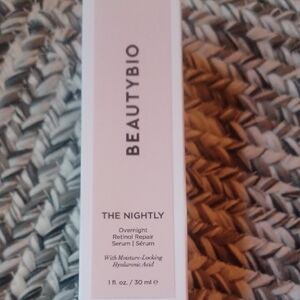 BEAUTYBIO
THE NIGHTLY
Overnight
Retinol Repair
Serum | Sérum
With Moisture-Locking
Hyaluronic Acid
1 fl. oz. / 30 ml ℮